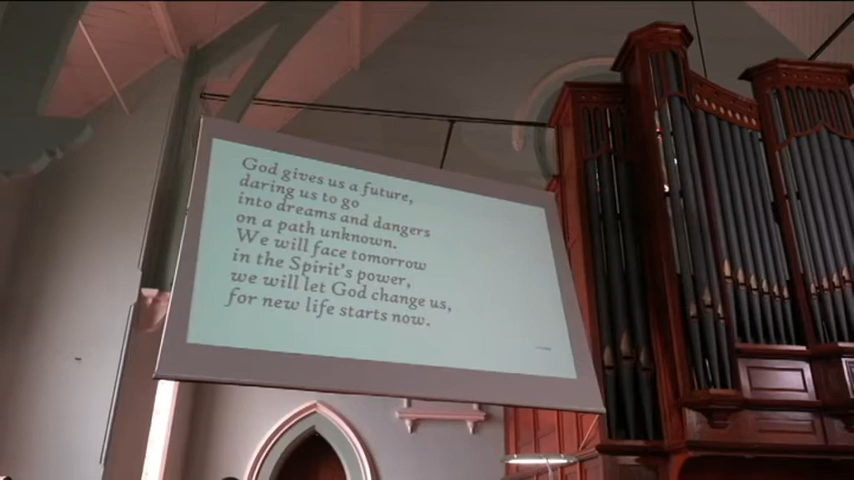 God gives us a future,
daring us to go
into dreams and dangers
on a path unknown.
We will face tomorrow
in the Spirit's power,
we will let God change us,
for new life starts now.